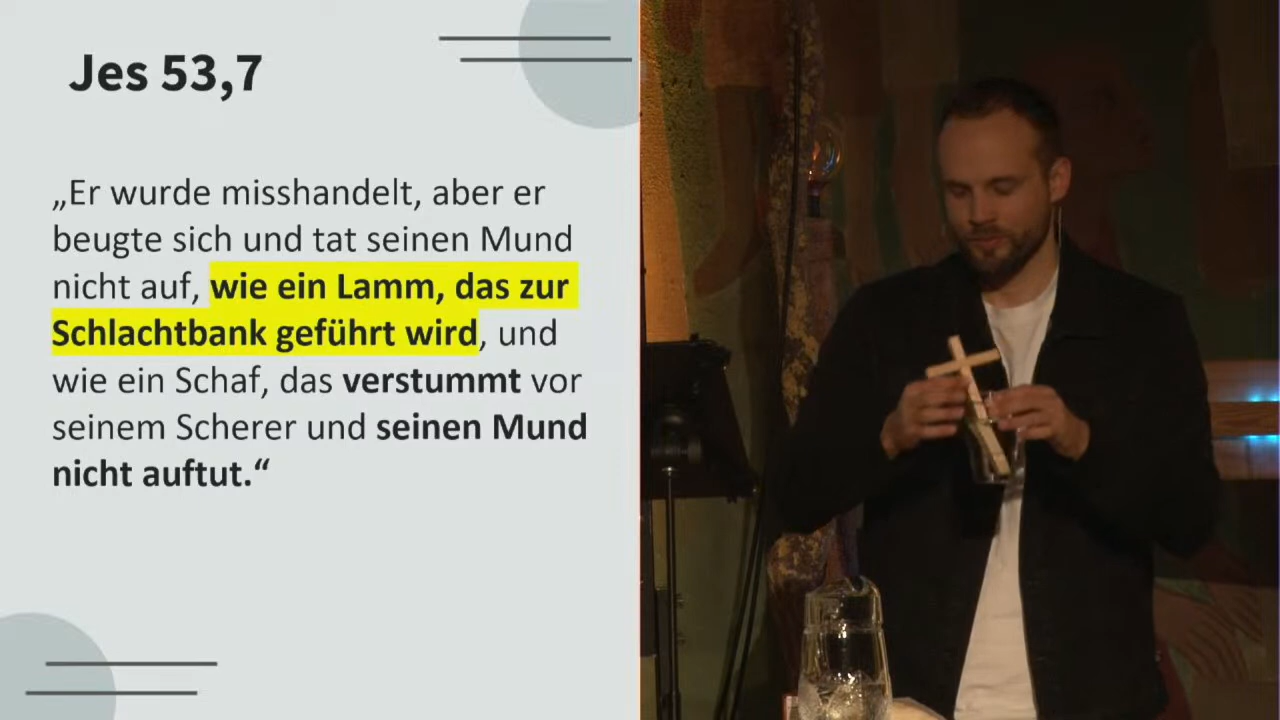 Jes 53,7
„Er wurde misshandelt, aber er
beugte sich und tat seinen Mund
nicht auf, wie ein Lamm, das zur
Schlachtbank geführt wird, und
wie ein Schaf, das verstummt vor
seinem Scherer und seinen Mund
nicht auftut.“